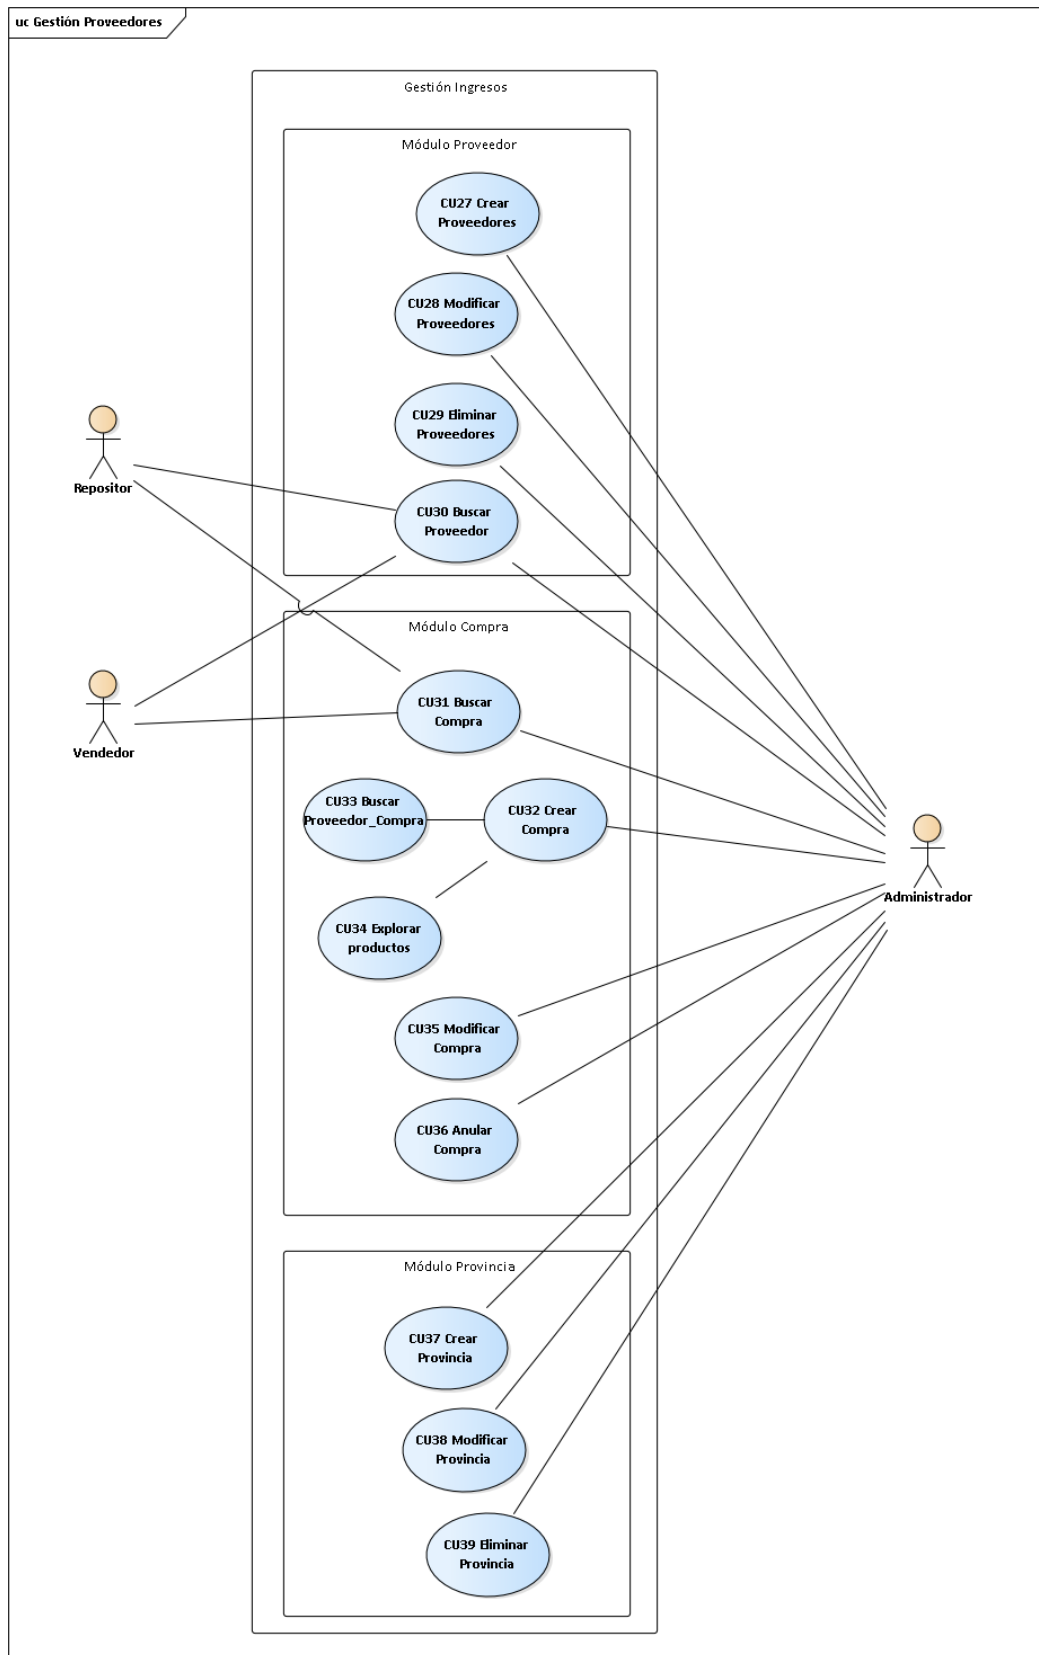 uc Gestión Proveedores
Gestión Ingresos
Módulo Proveedor
CU27 Crear
Proveedores
CU28 Modificar
Proveedores
CU29 Eliminar
Proveedores
CU30 Buscar
Proveedor
Repositor
Módulo Compra
CU31 Buscar
Compra
Vendedor
CU33 Buscar
Proveedor_Compra
CU32 Crear
Compra
Administrador
CU34 Explorar
productos
CU35 Modificar
Compra
CU36 Anular
Compra
Módulo Provincia
CU37 Crear
Provincia
CU38 Modificar
Provincia
CU39 Eliminar
Provincia